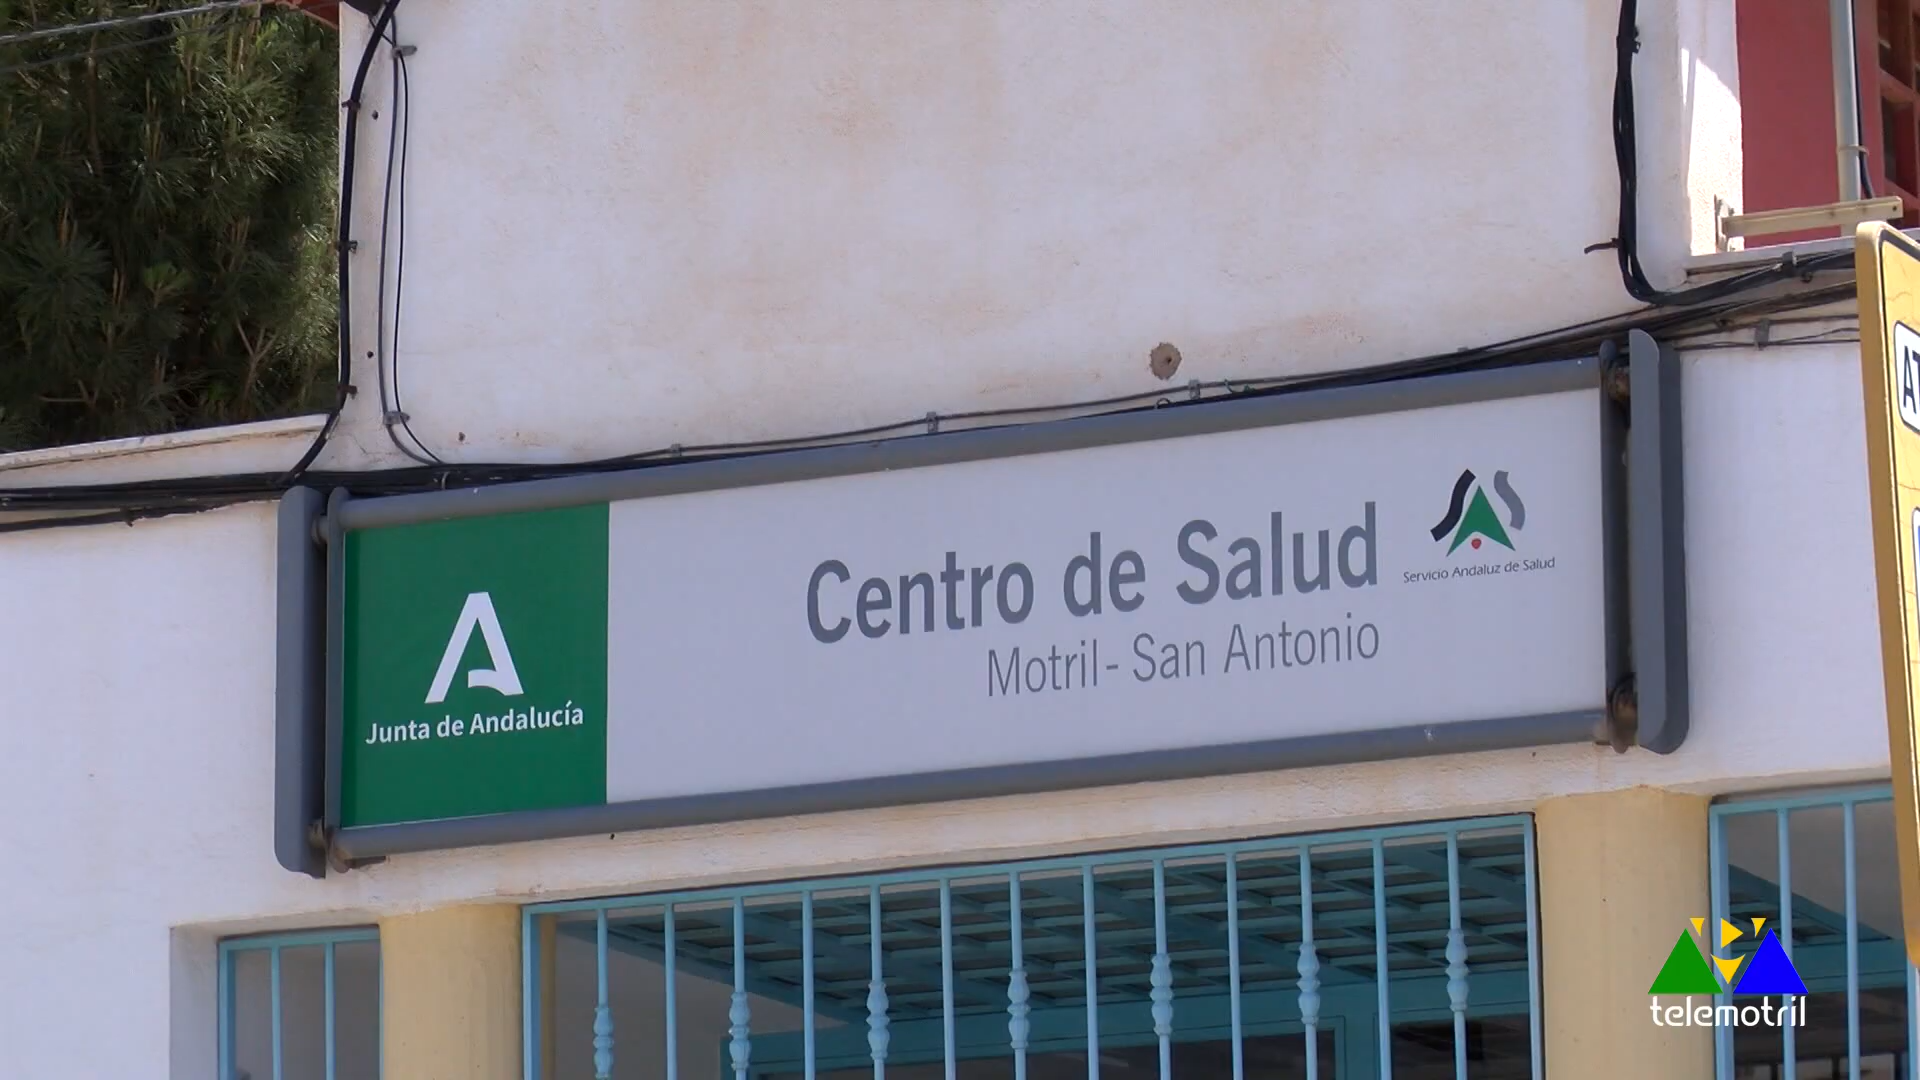 Centro de Salud
Motril - San Antonio
Servicio Andaluz de Salud
Junta de Andalucía
telemotril